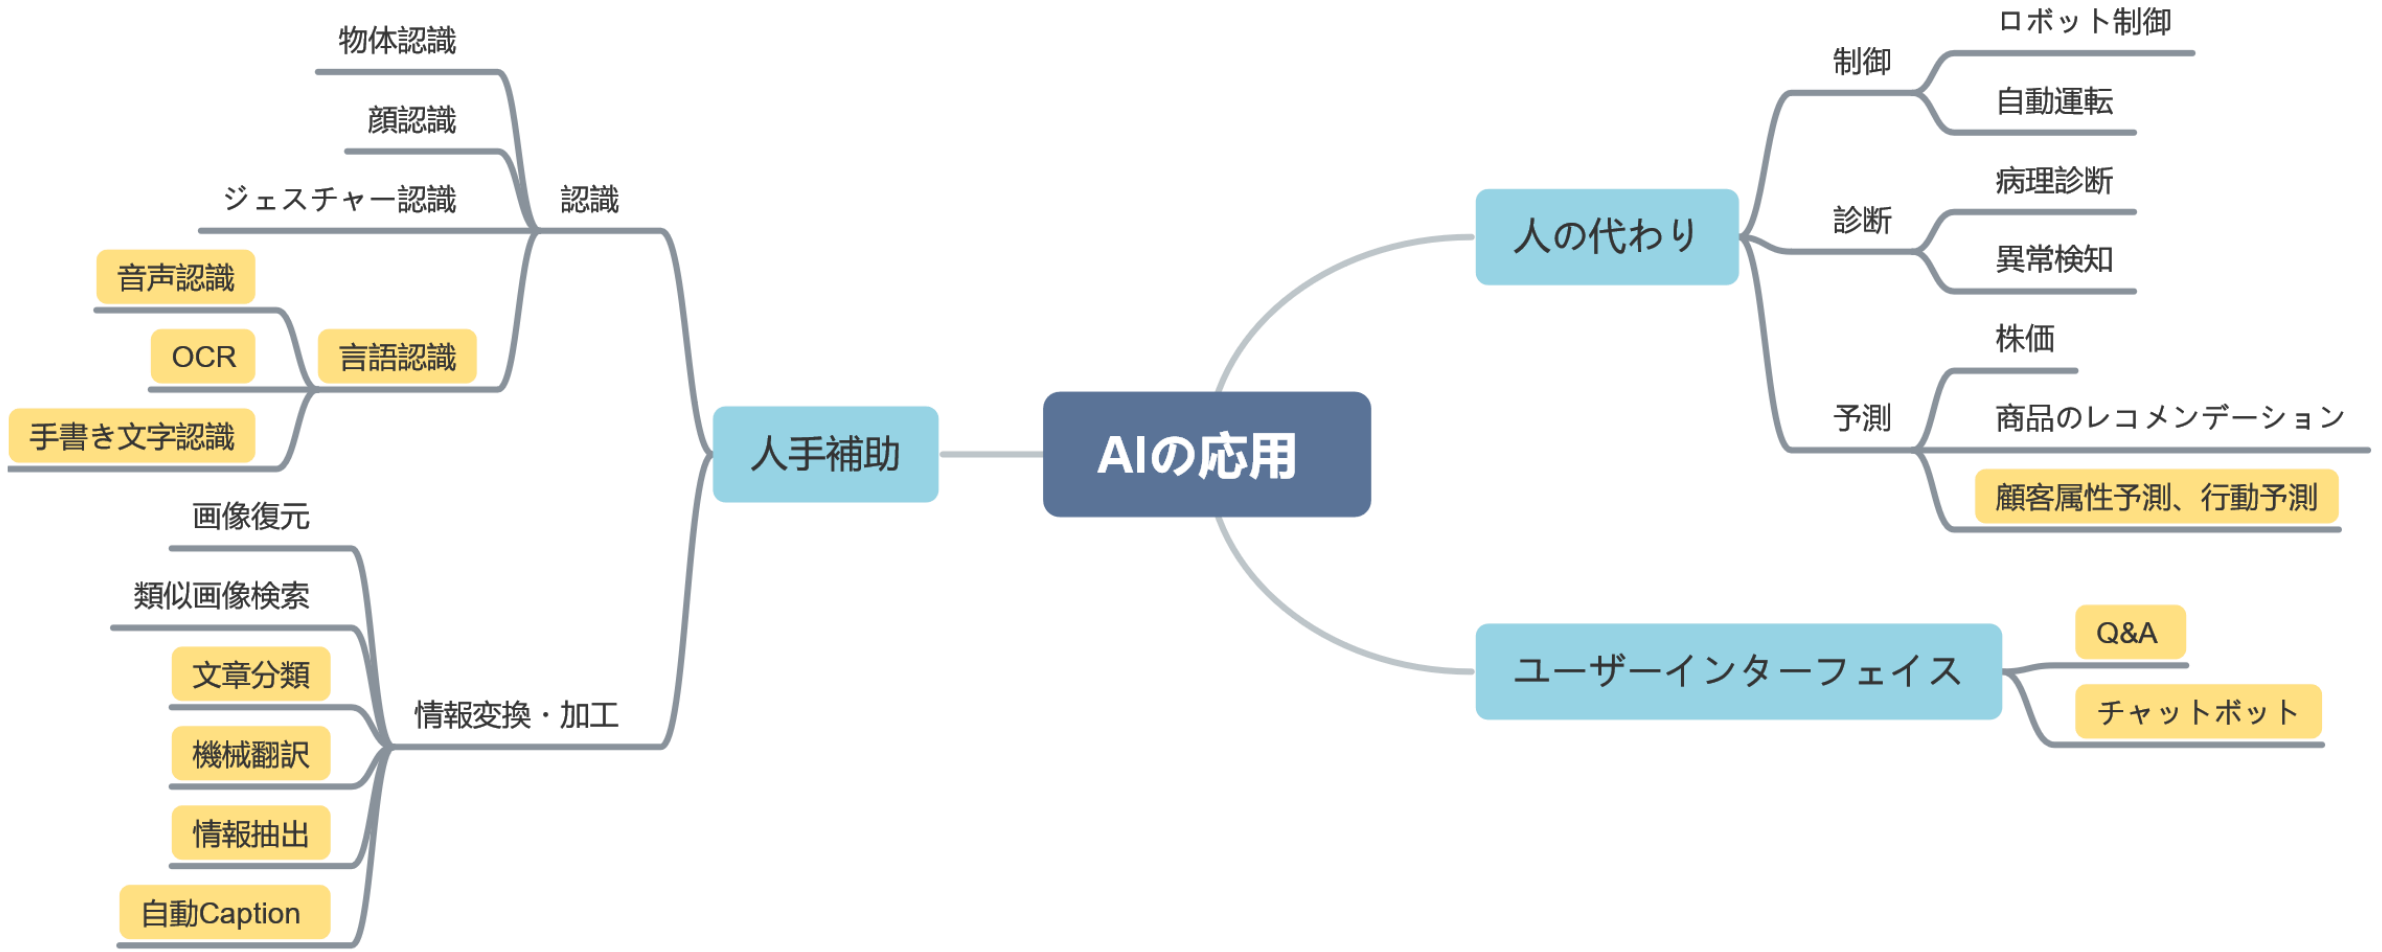 AIの応用
人の代わり
制御
ロボット制御
自動運転
診断
病理診断
異常検知
予測
株価
商品のレコメンデーション
顧客属性予測、行動予測
ユーザーインターフェイス
Q&A
チャットボット
人手補助
認識
物体認識
顔認識
ジェスチャー認識
言語認識
音声認識
OCR
手書き文字認識
情報変換・加工
画像復元
類似画像検索
文章分類
機械翻訳
情報抽出
自動Caption